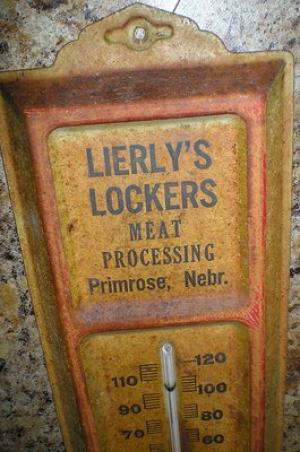 LIERLY'S
LOCKERS
MEAT
PROCESSING
Primrose, Nebr.
120
110
100
90
80
70
60